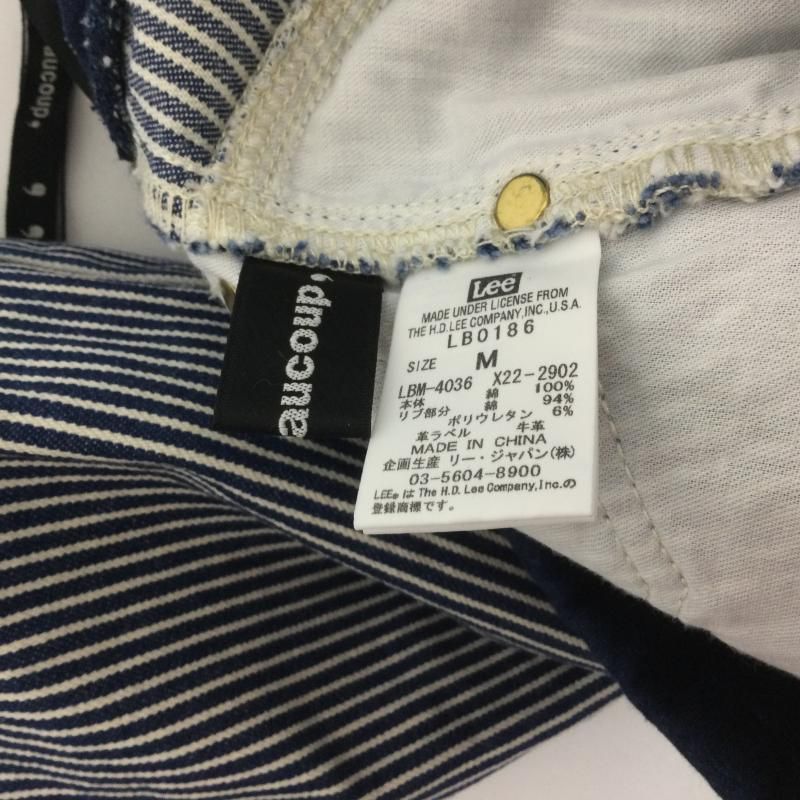 aucoup,
aucoup,
Lee
MADE UNDER LICENSE FROM
THE H.D. LEE COMPANY, INC., U.S.A.
LB0186
SIZE M
LBM-4036 X22-2902
本体 綿 100%
リブ部分 綿 94%
ポリウレタン 6%
革ラベル 牛革
MADE IN CHINA
企画生産 リー・ジャパン(株)
03-5604-8900
LEE® は The H.D. Lee Company, Inc.の
登録商標です。